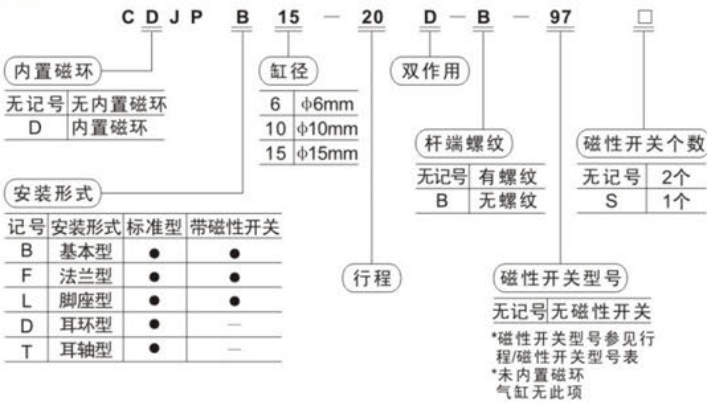 C D J P B 15 — 20 D — B — 97 □
内置磁环
无记号 无内置磁环
D 内置磁环
缸径
6 φ6mm
10 φ10mm
15 φ15mm
双作用
杆端螺纹
无记号 有螺纹
B 无螺纹
磁性开关个数
无记号 2个
S 1个
安装形式
记号 安装形式 标准型 带磁性开关
B 基本型 ● ●
F 法兰型 ● ●
L 脚座型 ● ●
D 耳环型 ● —
T 耳轴型 ● —
行程
磁性开关型号
无记号 无磁性开关
*磁性开关型号参见行
程/磁性开关型号表
*未内置磁环
气缸无此项